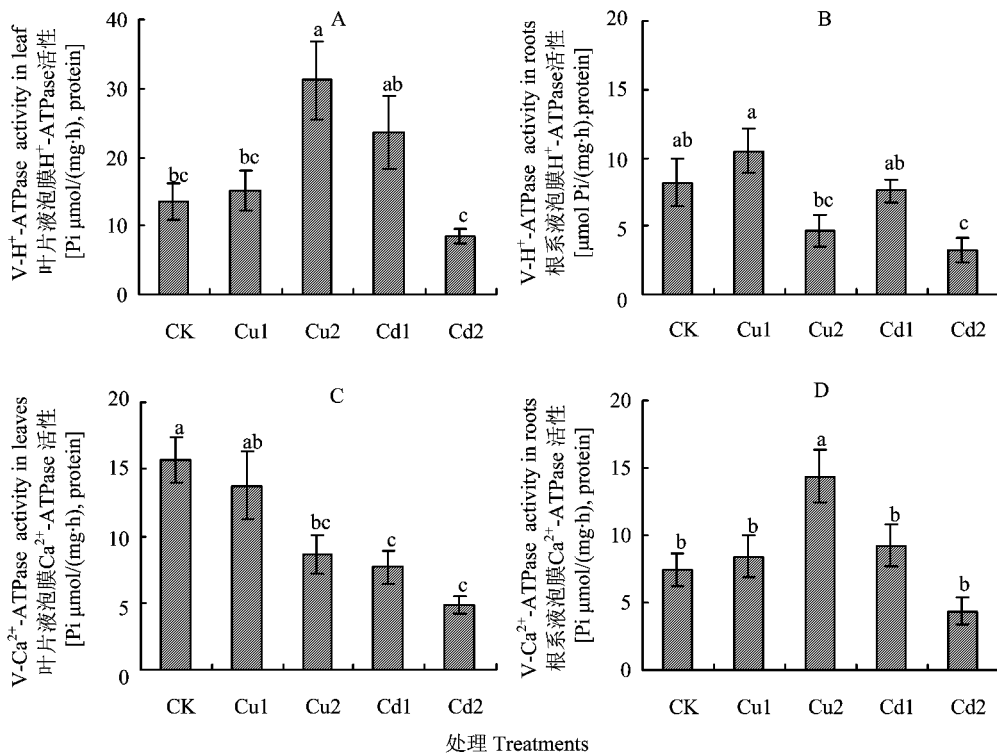 A
V-H⁺-ATPase activity in leaf
叶片液泡膜H⁺-ATPase活性
[Pi μmol/(mg·h), protein]
40
30
20
10
0
bc
bc
a
ab
c
CK Cu1 Cu2 Cd1 Cd2
B
V-H⁺-ATPase activity in roots
根系液泡膜H⁺-ATPase活性
[μmol Pi/(mg·h).protein]
20
15
10
5
0
ab
a
bc
ab
c
CK Cu1 Cu2 Cd1 Cd2
C
V-Ca²⁺-ATPase activity in leaves
叶片液泡膜Ca²⁺-ATPase 活性
[Pi μmol/(mg·h), protein]
20
15
10
5
0
a
ab
bc
c
c
CK Cu1 Cu2 Cd1 Cd2
D
V-Ca²⁺-ATPase activity in roots
根系液泡膜Ca²⁺-ATPase 活性
[Pi μmol/(mg·h), protein]
20
15
10
5
0
b
b
a
b
b
CK Cu1 Cu2 Cd1 Cd2
处理 Treatments